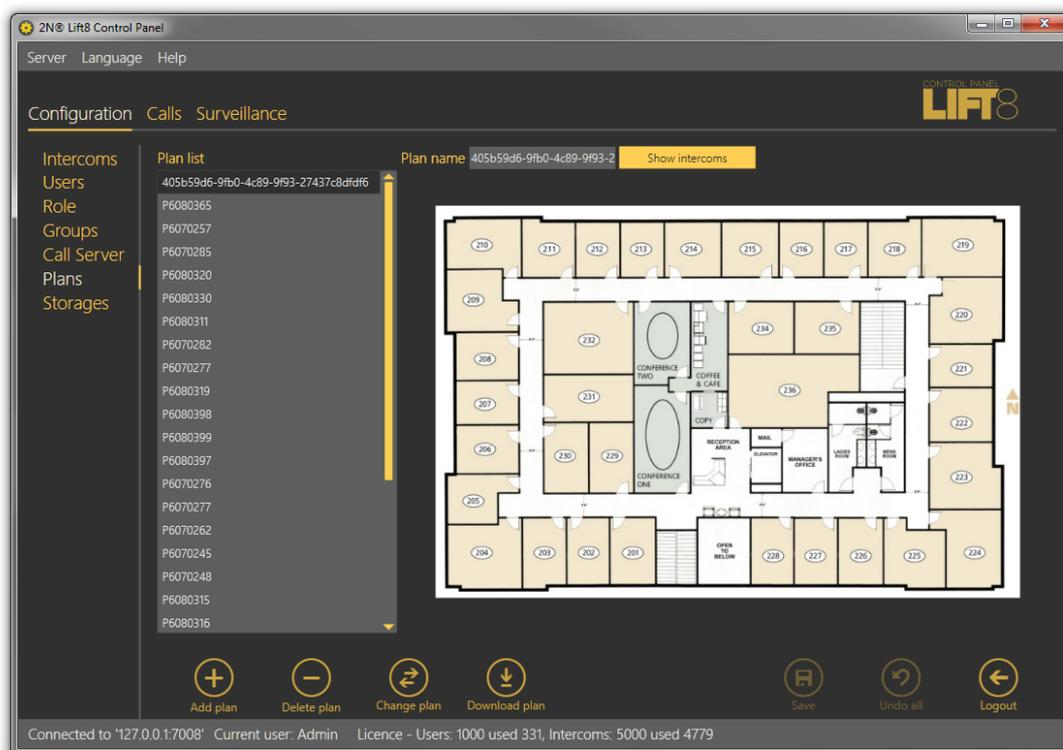 2N® Lift8 Control Panel
Server Language Help
CONTROL PANEL
LIFT8
Configuration Calls Surveillance
Intercoms
Users
Role
Groups
Call Server
Plans
Storages
Plan list
405b59d6-9fb0-4c89-9f93-27437c8dfdf6
P6080365
P6070257
P6070285
P6080320
P6080330
P6080311
P6070282
P6070277
P6080319
P6080398
P6080399
P6080397
P6070276
P6070277
P6070262
P6070245
P6070248
P6080315
P6080316
Plan name 405b59d6-9fb0-4c89-9f93-2 Show intercoms
210 211 212 213 214 215 216 217 218 219
209 220
232 234 235
208 CONFERENCE TWO COFFEE & CAFE 221
207 231 236 N
COPY 222
206 230 229 RECEPTION AREA MAIL ELEVATOR MANAGER'S OFFICE LADIES ROOM MENS ROOM
CONFERENCE ONE 223
205
204 203 202 201 OPEN TO BELOW 228 227 226 225 224
Add plan Delete plan Change plan Download plan Save Undo all Logout
Connected to '127.0.0.1:7008' Current user: Admin Licence - Users: 1000 used 331, Intercoms: 5000 used 4779